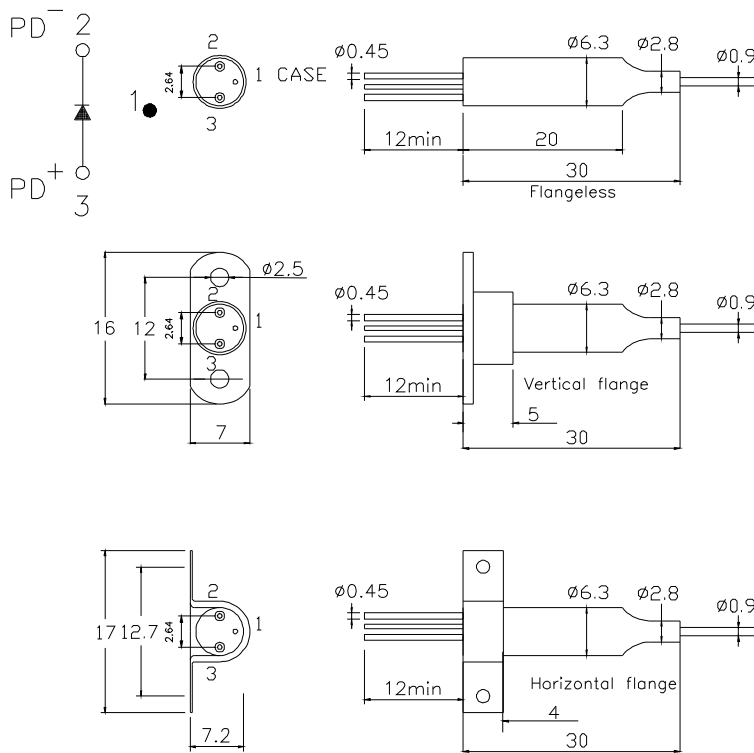 PD⁻ 2
1
PD⁺
3
2
2.64
1 CASE
3
ø0.45
ø6.3
ø2.8
ø0.9
12min
20
30
Flangeless
16
12
ø2.5
2
2.64
1
3
7
ø0.45
ø6.3
ø2.8
ø0.9
12min
Vertical flange
5
30
17
12.7
2
2.64
1
3
7.2
ø0.45
ø6.3
ø2.8
ø0.9
12min
Horizontal flange
4
30